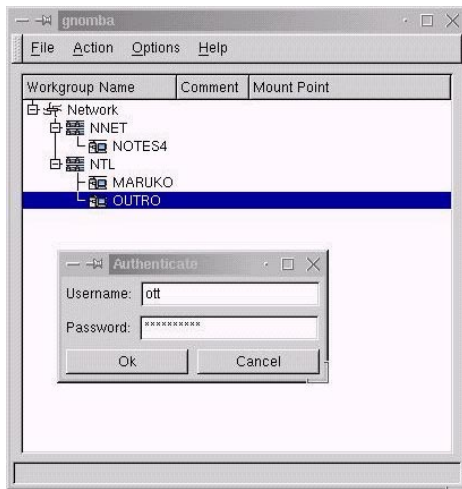 gnomba
File Action Options Help
Workgroup Name Comment Mount Point
Network
NNET
NOTES4
NTL
MARUKO
OUTRO
Authenticate
Username: ott
Password: **********
Ok Cancel